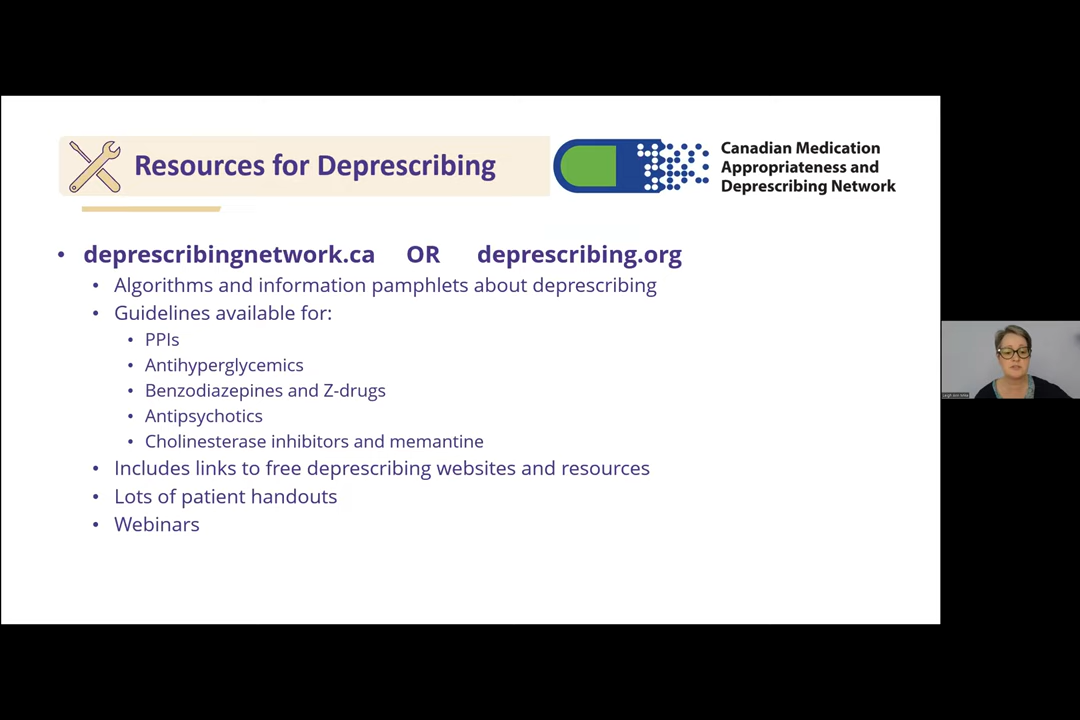 Resources for Deprescribing
Canadian Medication
Appropriateness and
Deprescribing Network
• deprescribingnetwork.ca OR deprescribing.org
• Algorithms and information pamphlets about deprescribing
• Guidelines available for:
• PPIs
• Antihyperglycemics
• Benzodiazepines and Z-drugs
• Antipsychotics
• Cholinesterase inhibitors and memantine
• Includes links to free deprescribing websites and resources
• Lots of patient handouts
• Webinars